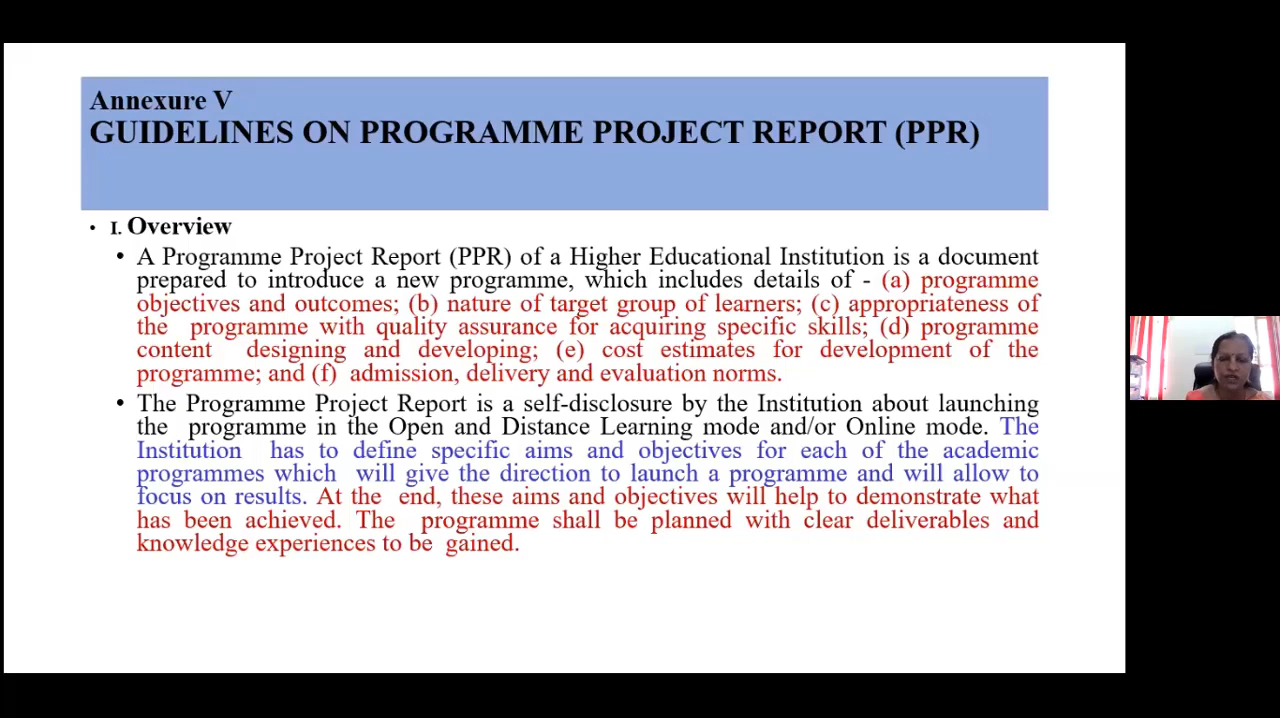 Annexure V
GUIDELINES ON PROGRAMME PROJECT REPORT (PPR)
• I. Overview
• A Programme Project Report (PPR) of a Higher Educational Institution is a document
prepared to introduce a new programme, which includes details of - (a) programme
objectives and outcomes; (b) nature of target group of learners; (c) appropriateness of
the programme with quality assurance for acquiring specific skills; (d) programme
content designing and developing; (e) cost estimates for development of the
programme; and (f) admission, delivery and evaluation norms.
• The Programme Project Report is a self-disclosure by the Institution about launching
the programme in the Open and Distance Learning mode and/or Online mode. The
Institution has to define specific aims and objectives for each of the academic
programmes which will give the direction to launch a programme and will allow to
focus on results. At the end, these aims and objectives will help to demonstrate what
has been achieved. The programme shall be planned with clear deliverables and
knowledge experiences to be gained.